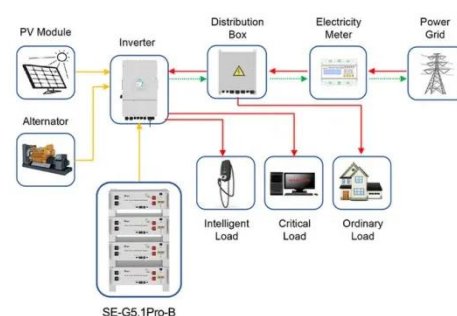 PV Module
Inverter
Distribution
Box
Electricity
Meter
Power
Grid
Alternator
Intelligent
Load
Critical
Load
Ordinary
Load
SE-G5.1Pro-B